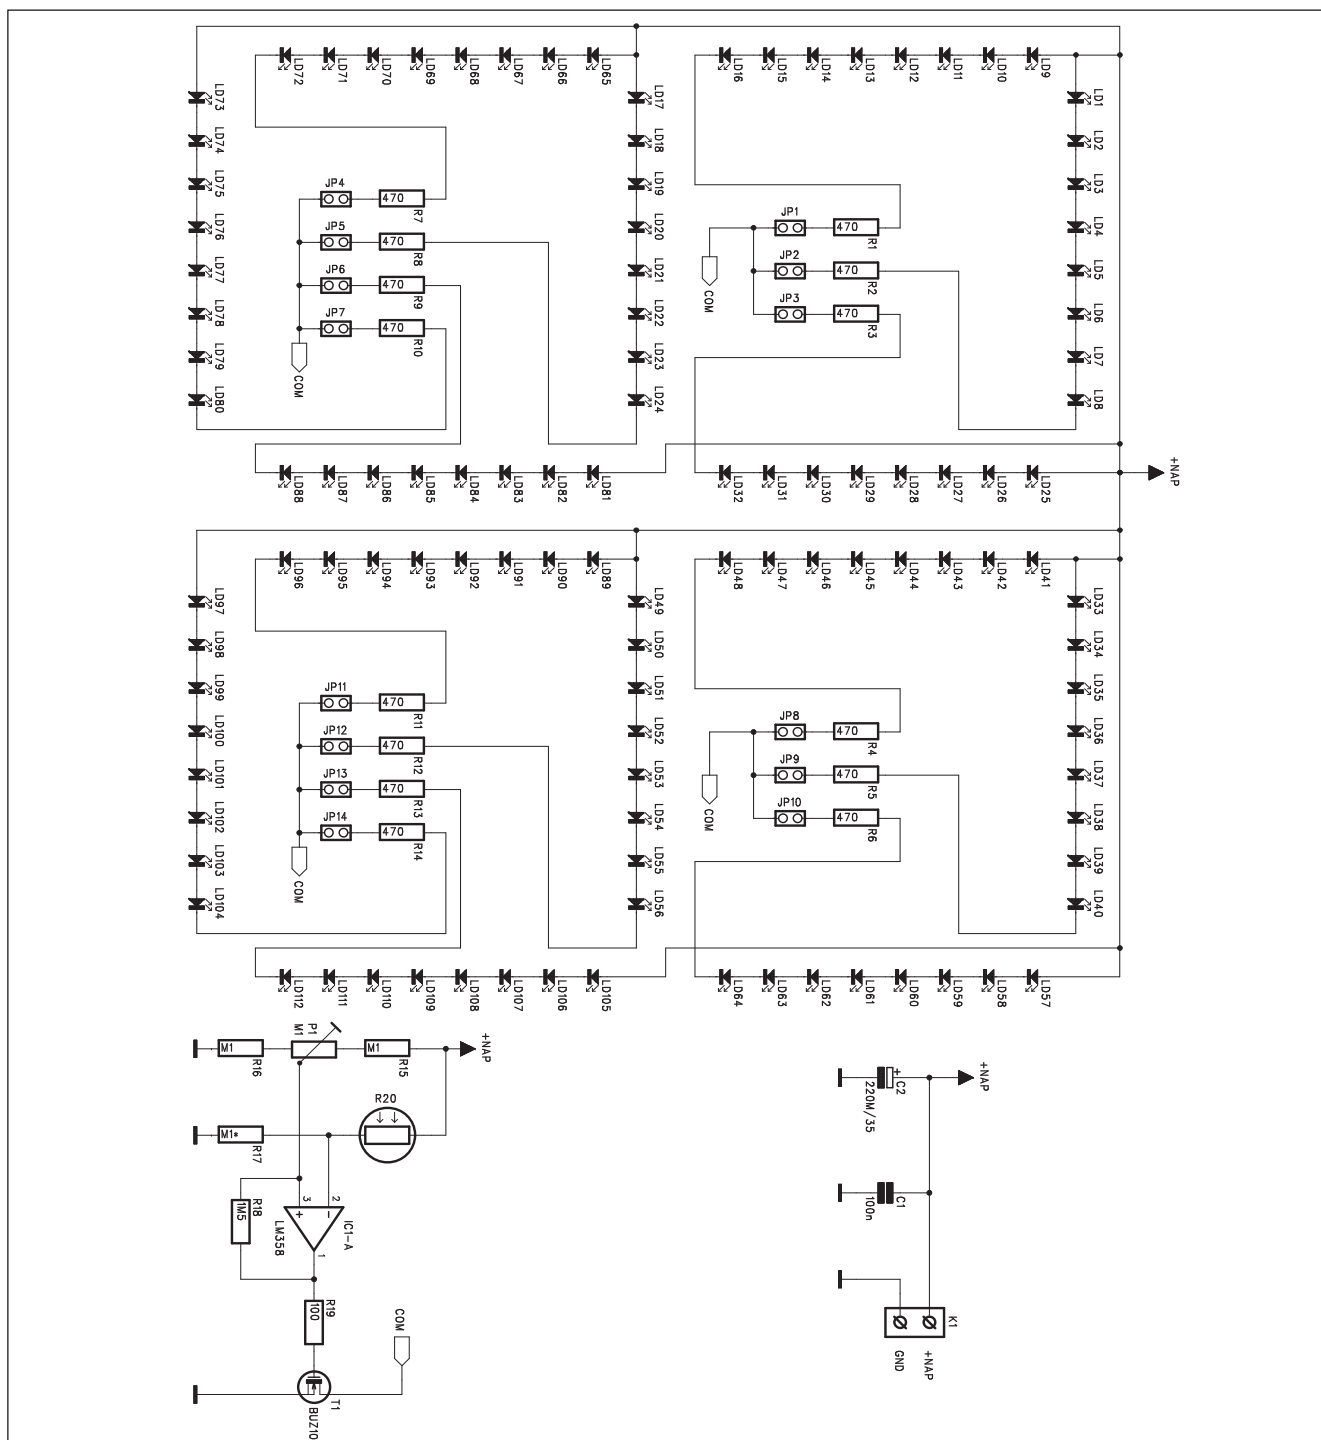 LD72 LD71 LD70 LD69 LD68 LD67 LD66 LD65
LD16 LD15 LD14 LD13 LD12 LD11 LD10 LD9
LD73
LD74
LD75
LD76
LD77
LD78
LD79
LD80
JP4 470 R7
JP5 470 R8
JP6 470 R9
JP7 470 R10
COM
LD17
LD18
LD19
LD20
LD21
LD22
LD23
LD24
JP1 470 R1
JP2 470 R2
JP3 470 R3
COM
LD1
LD2
LD3
LD4
LD5
LD6
LD7
LD8
LD88 LD87 LD86 LD85 LD84 LD83 LD82 LD81
LD32 LD31 LD30 LD29 LD28 LD27 LD26 LD25
+NAP
LD96 LD95 LD94 LD93 LD92 LD91 LD90 LD89
LD48 LD47 LD46 LD45 LD44 LD43 LD42 LD41
LD97
LD98
LD99
LD100
LD101
LD102
LD103
LD104
JP11 470 R11
JP12 470 R12
JP13 470 R13
JP14 470 R14
COM
LD49
LD50
LD51
LD52
LD53
LD54
LD55
LD56
JP8 470 R4
JP9 470 R5
JP10 470 R6
COM
LD33
LD34
LD35
LD36
LD37
LD38
LD39
LD40
LD112 LD111 LD110 LD109 LD108 LD107 LD106 LD105
LD64 LD63 LD62 LD61 LD60 LD59 LD58 LD57
M1 R16
P1
M1
M1 R15
+NAP
R20
M1* R17
R18
1M5
3 2
+ -
LM358
IC1-A
1
R19
100
COM
T1
BUZ10
+NAP
+
C2
220M/35
C1
100n
K1
GND
+NAP